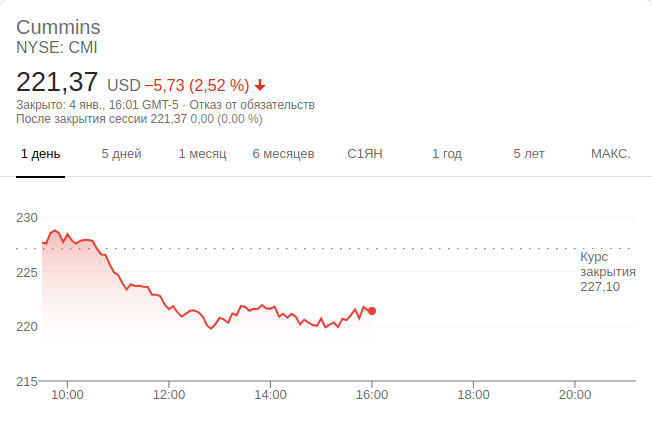 Cummins
NYSE: CMI
221,37 USD −5,73 (2,52 %)
Закрыто: 4 янв., 16:01 GMT-5 · Отказ от обязательств
После закрытия сессии 221,37 0,00 (0,00 %)
1 день 5 дней 1 месяц 6 месяцев С1ЯН 1 год 5 лет МАКС.
230
225
220
215
Курс
закрытия
227,10
10:00 12:00 14:00 16:00 18:00 20:00